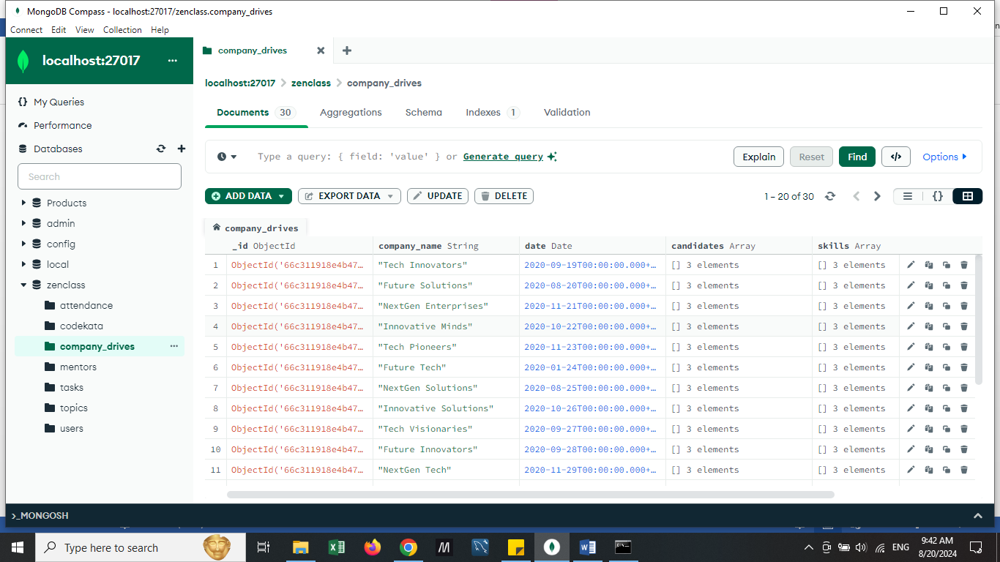 MongoDB Compass - localhost:27017/zenclass.company_drives
Connect Edit View Collection Help
localhost:27017 ...
company_drives
My Queries
Performance
Databases
Search
Products
admin
config
local
zenclass
attendance
codekata
company_drives ...
mentors
tasks
topics
users
localhost:27017 > zenclass > company_drives
Documents 30 Aggregations Schema Indexes 1 Validation
Type a query: { field: 'value' } or Generate query
Explain Reset Find </> Options
ADD DATA EXPORT DATA UPDATE DELETE 1 – 20 of 30 {}
company_drives
_id ObjectId company_name String date Date candidates Array skills Array
1 ObjectId('66c311918e4b47… "Tech Innovators" 2020-09-19T00:00:00.000+… [] 3 elements [] 3 elements
2 ObjectId('66c311918e4b47… "Future Solutions" 2020-08-20T00:00:00.000+… [] 3 elements [] 3 elements
3 ObjectId('66c311918e4b47… "NextGen Enterprises" 2020-11-21T00:00:00.000+… [] 3 elements [] 3 elements
4 ObjectId('66c311918e4b47… "Innovative Minds" 2020-10-22T00:00:00.000+… [] 3 elements [] 3 elements
5 ObjectId('66c311918e4b47… "Tech Pioneers" 2020-11-23T00:00:00.000+… [] 3 elements [] 3 elements
6 ObjectId('66c311918e4b47… "Future Tech" 2020-01-24T00:00:00.000+… [] 3 elements [] 3 elements
7 ObjectId('66c311918e4b47… "NextGen Solutions" 2020-08-25T00:00:00.000+… [] 3 elements [] 3 elements
8 ObjectId('66c311918e4b47… "Innovative Solutions" 2020-10-26T00:00:00.000+… [] 3 elements [] 3 elements
9 ObjectId('66c311918e4b47… "Tech Visionaries" 2020-09-27T00:00:00.000+… [] 3 elements [] 3 elements
10 ObjectId('66c311918e4b47… "Future Innovators" 2020-09-28T00:00:00.000+… [] 3 elements [] 3 elements
11 ObjectId('66c311918e4b47… "NextGen Tech" 2020-11-29T00:00:00.000+… [] 3 elements [] 3 elements
>_MONGOSH
Type here to search
ENG
9:42 AM
8/20/2024